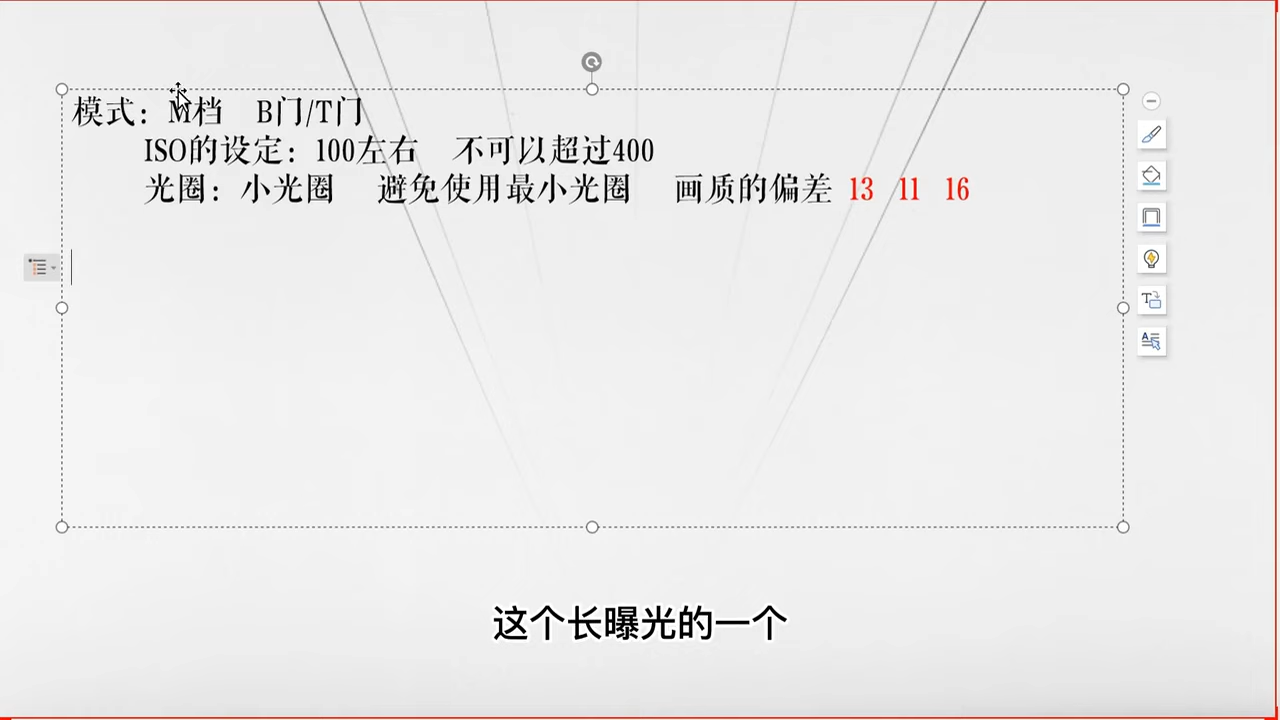 模式：M档 B门/T门
ISO的设定：100左右 不可以超过400
光圈：小光圈 避免使用最小光圈 画质的偏差 13 11 16
这个长曝光的一个